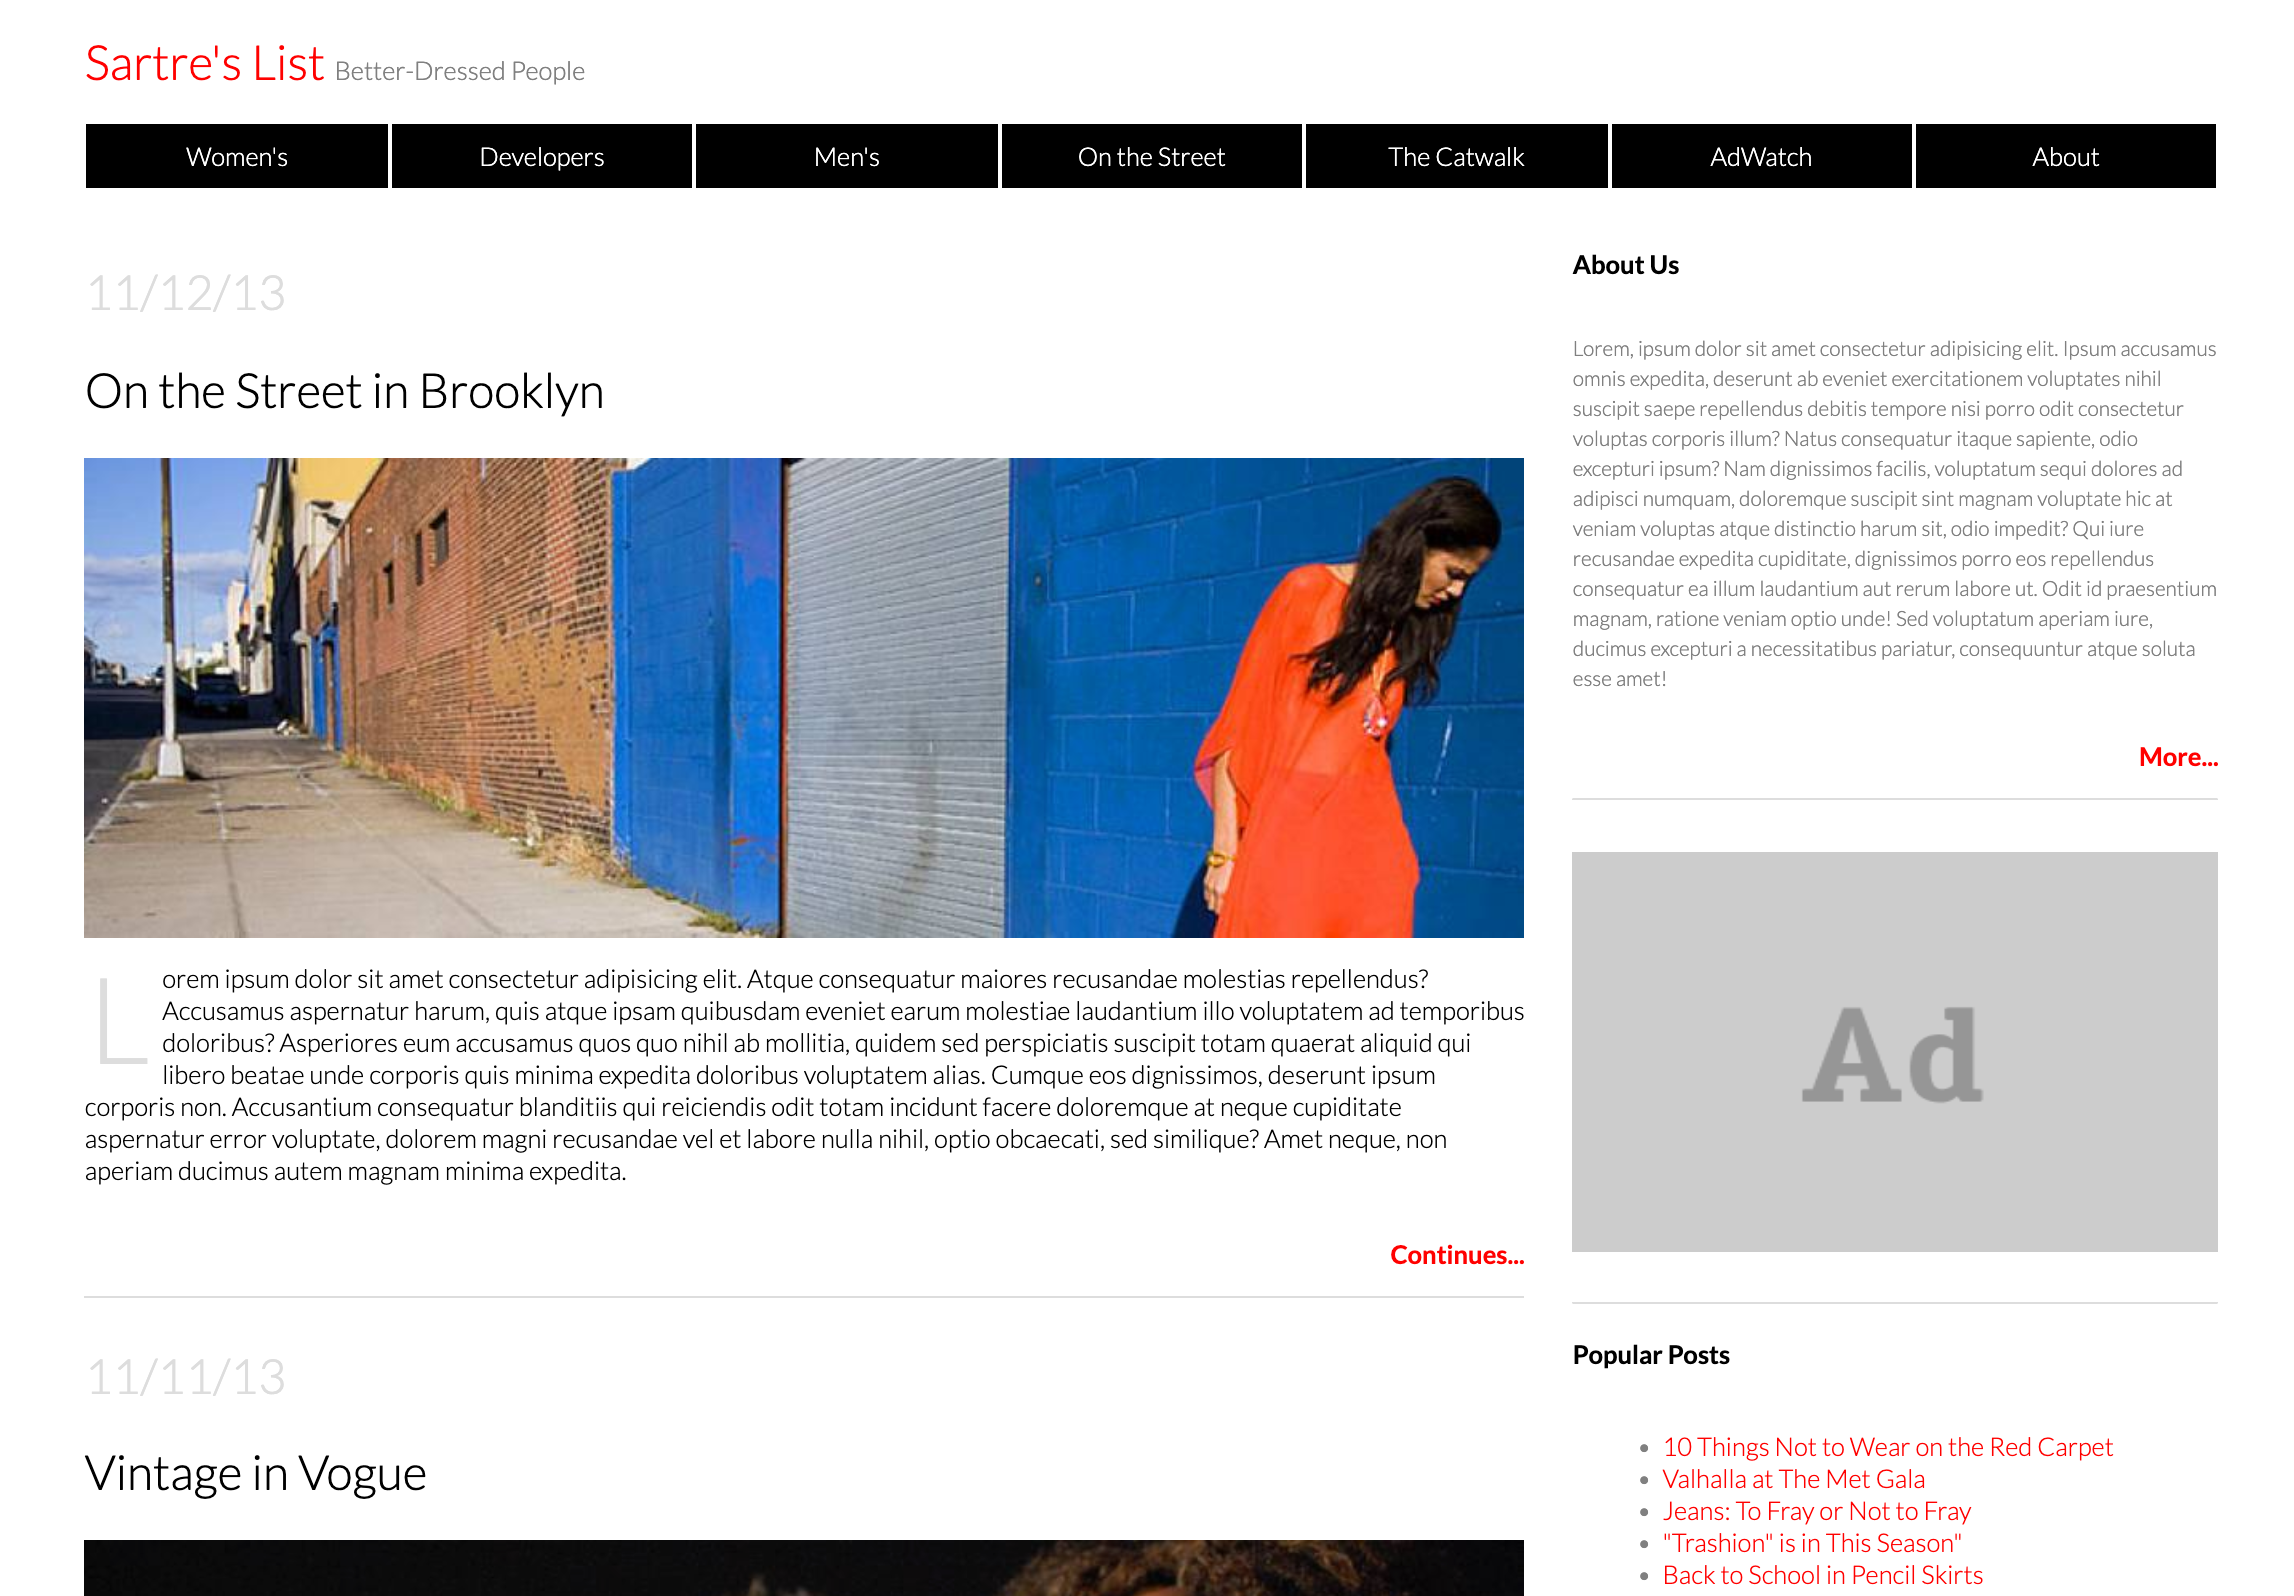 Sartre's List Better-Dressed People
Women's
Developers
Men's
On the Street
The Catwalk
AdWatch
About
11/12/13
On the Street in Brooklyn
Lorem ipsum dolor sit amet consectetur adipisicing elit. Atque consequatur maiores recusandae molestias repellendus?
Accusamus aspernatur harum, quis atque ipsam quibusdam eveniet earum molestiae laudantium illo voluptatem ad temporibus
doloribus? Asperiores eum accusamus quos quo nihil ab mollitia, quidem sed perspiciatis suscipit totam quaerat aliquid qui
libero beatae unde corporis quis minima expedita doloribus voluptatem alias. Cumque eos dignissimos, deserunt ipsum
corporis non. Accusantium consequatur blanditiis qui reiciendis odit totam incidunt facere doloremque at neque cupiditate
aspernatur error voluptate, dolorem magni recusandae vel et labore nulla nihil, optio obcaecati, sed similique? Amet neque, non
aperiam ducimus autem magnam minima expedita.
Continues...
11/11/13
Vintage in Vogue
About Us
Lorem, ipsum dolor sit amet consectetur adipisicing elit. Ipsum accusamus
omnis expedita, deserunt ab eveniet exercitationem voluptates nihil
suscipit saepe repellendus debitis tempore nisi porro odit consectetur
voluptas corporis illum? Natus consequatur itaque sapiente, odio
excepturi ipsum? Nam dignissimos facilis, voluptatum sequi dolores ad
adipisci numquam, doloremque suscipit sint magnam voluptate hic at
veniam voluptas atque distinctio harum sit, odio impedit? Qui iure
recusandae expedita cupiditate, dignissimos porro eos repellendus
consequatur ea illum laudantium aut rerum labore ut. Odit id praesentium
magnam, ratione veniam optio unde! Sed voluptatum aperiam iure,
ducimus excepturi a necessitatibus pariatur, consequuntur atque soluta
esse amet!
More...
Ad
Popular Posts
• 10 Things Not to Wear on the Red Carpet
• Valhalla at The Met Gala
• Jeans: To Fray or Not to Fray
• "Trashion" is in This Season"
• Back to School in Pencil Skirts